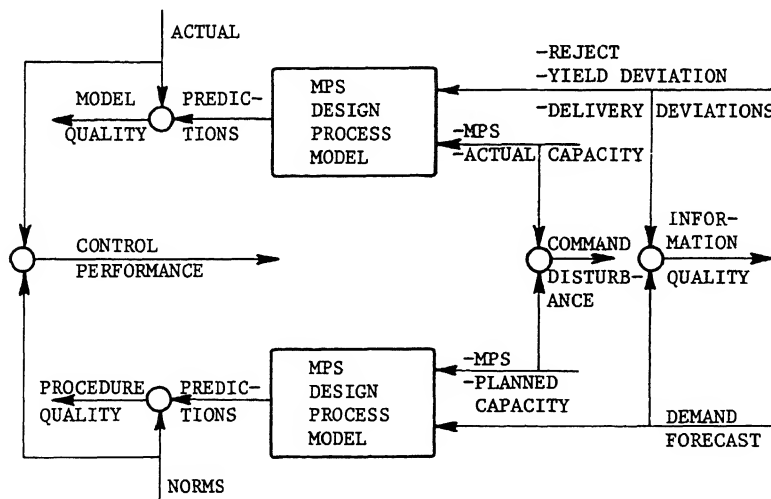 ACTUAL
-REJECT
-YIELD DEVIATION
-DELIVERY DEVIATIONS
MODEL
QUALITY
PREDIC-
TIONS
MPS
DESIGN
PROCESS
MODEL
-MPS
-ACTUAL CAPACITY
CONTROL
PERFORMANCE
COMMAND
DISTURB-
ANCE
INFOR-
MATION
QUALITY
PROCEDURE
QUALITY
PREDIC-
TIONS
MPS
DESIGN
PROCESS
MODEL
-MPS
-PLANNED
CAPACITY
DEMAND
FORECAST
NORMS